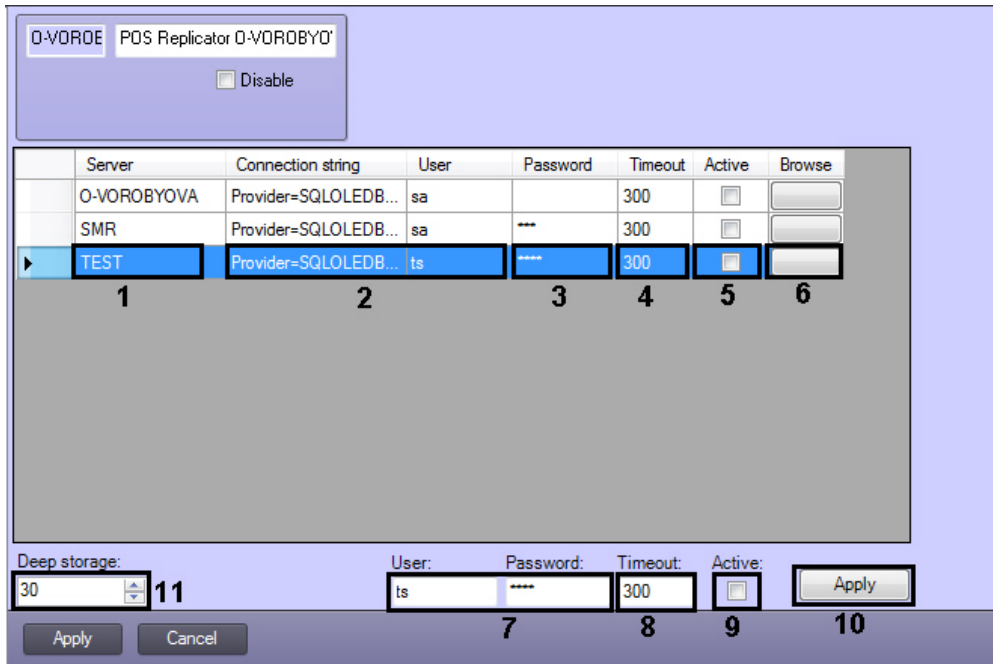 O-VOROE POS Replicator O-VOROBYO'
Disable
Server Connection string User Password Timeout Active Browse
O-VOROBYOVA Provider=SQLOLEDB... sa 300
SMR Provider=SQLOLEDB... sa *** 300
TEST Provider=SQLOLEDB... ts **** 300
1 2 3 4 5 6
Deep storage: User: Password: Timeout: Active:
30 11 ts **** 300 Apply
7 8 9 10
Apply Cancel